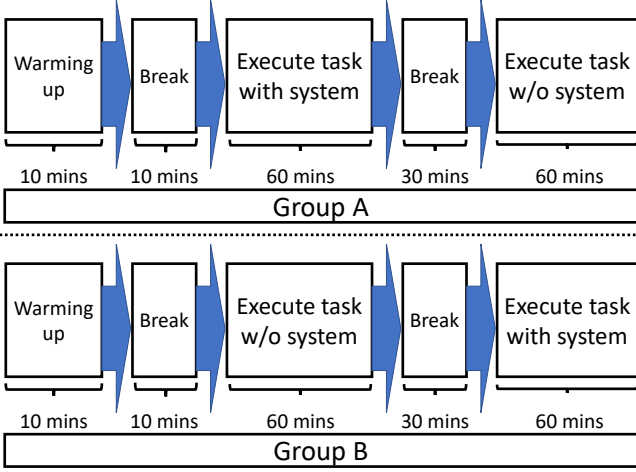 Warming
up
Break
Execute task
with system
Break
Execute task
w/o system
10 mins
10 mins
60 mins
30 mins
60 mins
Group A
Warming
up
Break
Execute task
w/o system
Break
Execute task
with system
10 mins
10 mins
60 mins
30 mins
60 mins
Group B